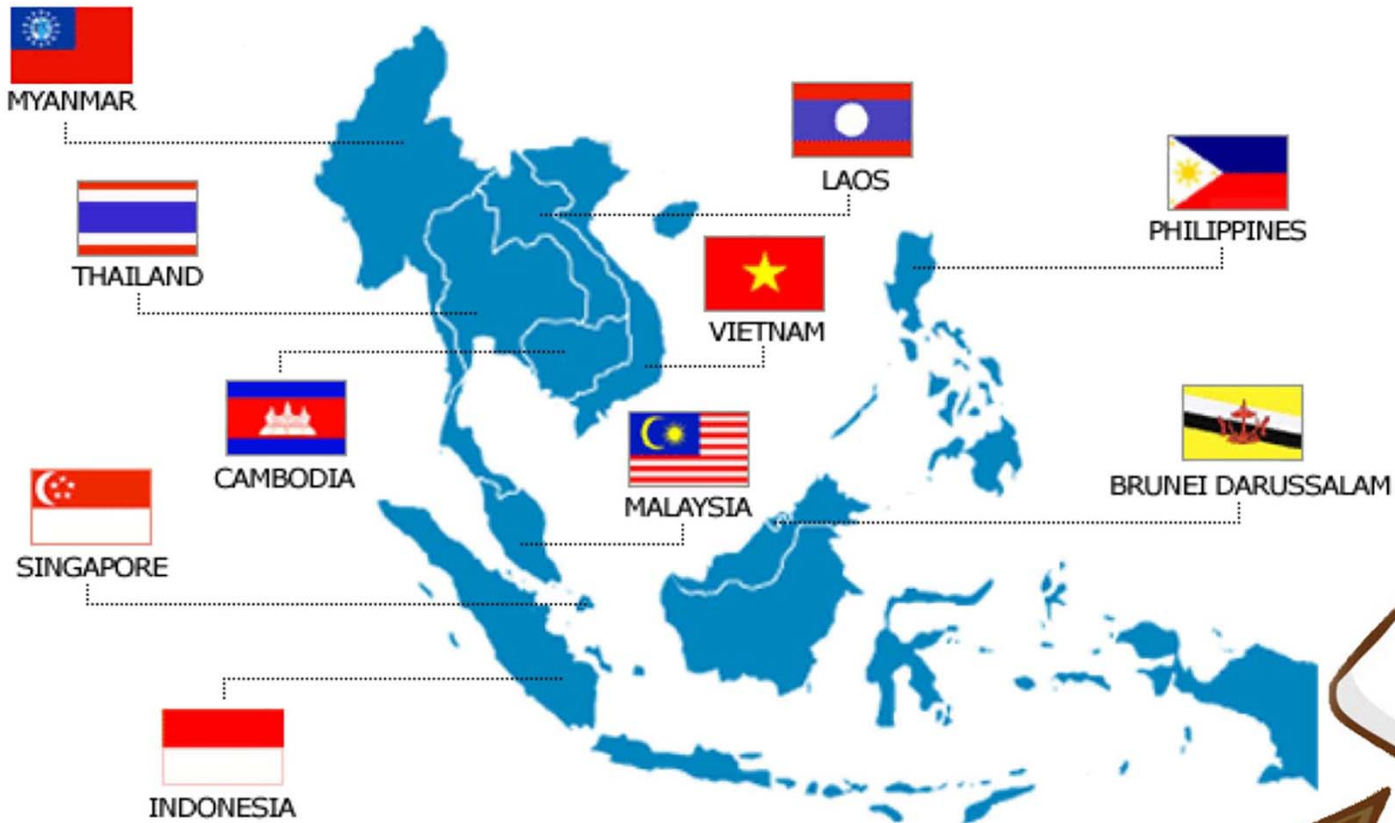 MYANMAR
LAOS
PHILIPPINES
THAILAND
VIETNAM
CAMBODIA
MALAYSIA
BRUNEI DARUSSALAM
SINGAPORE
INDONESIA